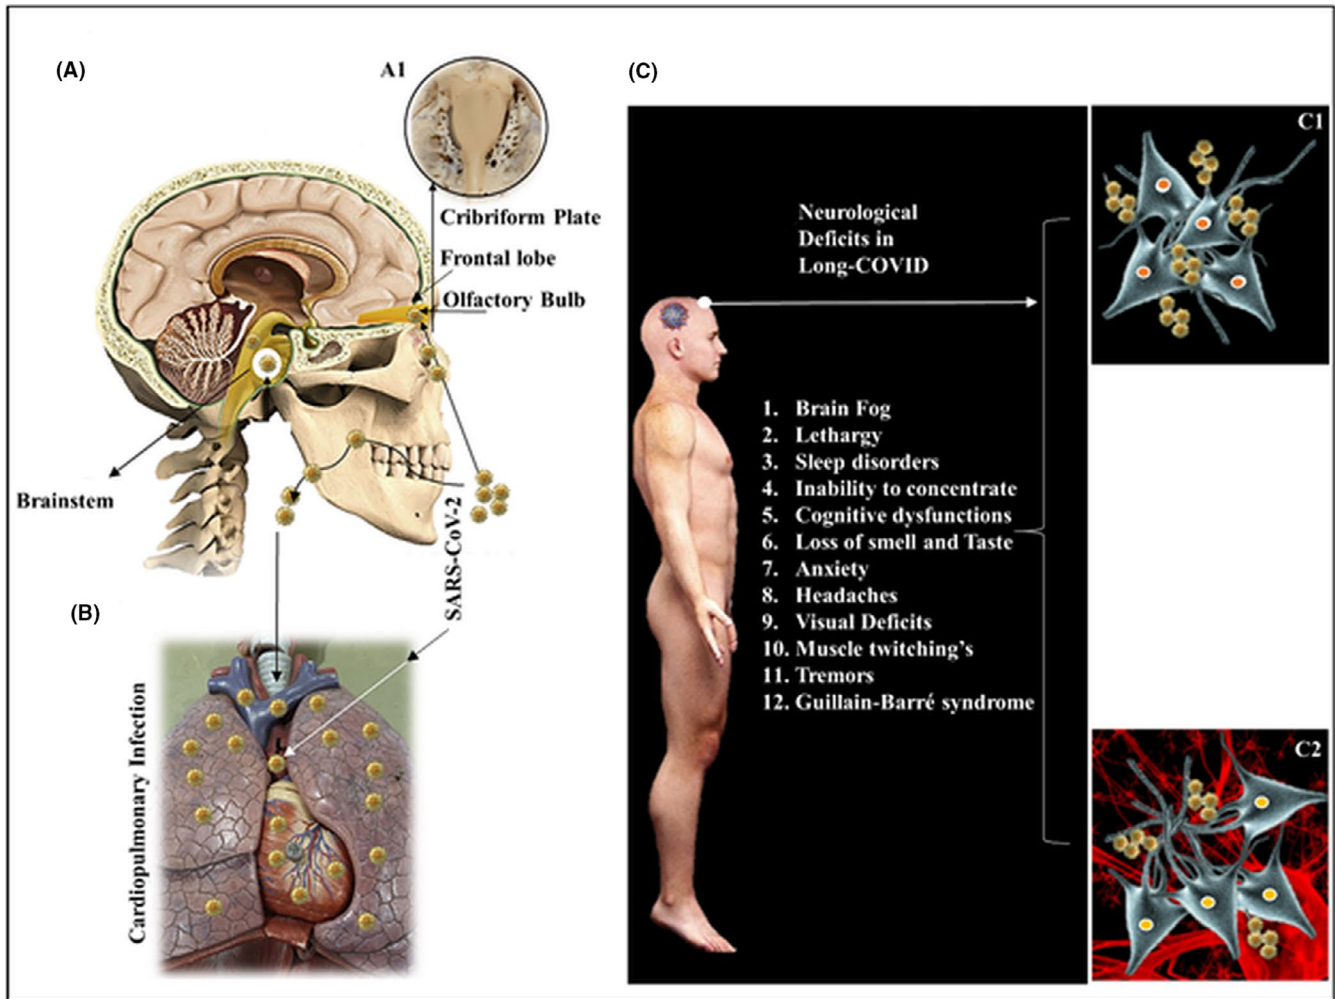 (A)
A1
Cribriform Plate
Frontal lobe
Olfactory Bulb
Brainstem
SARS-CoV-2
(B)
Cardiopulmonary Infection
(C)
Neurological
Deficits in
Long-COVID
1. Brain Fog
2. Lethargy
3. Sleep disorders
4. Inability to concentrate
5. Cognitive dysfunctions
6. Loss of smell and Taste
7. Anxiety
8. Headaches
9. Visual Deficits
10. Muscle twitching’s
11. Tremors
12. Guillain-Barré syndrome
C1
C2